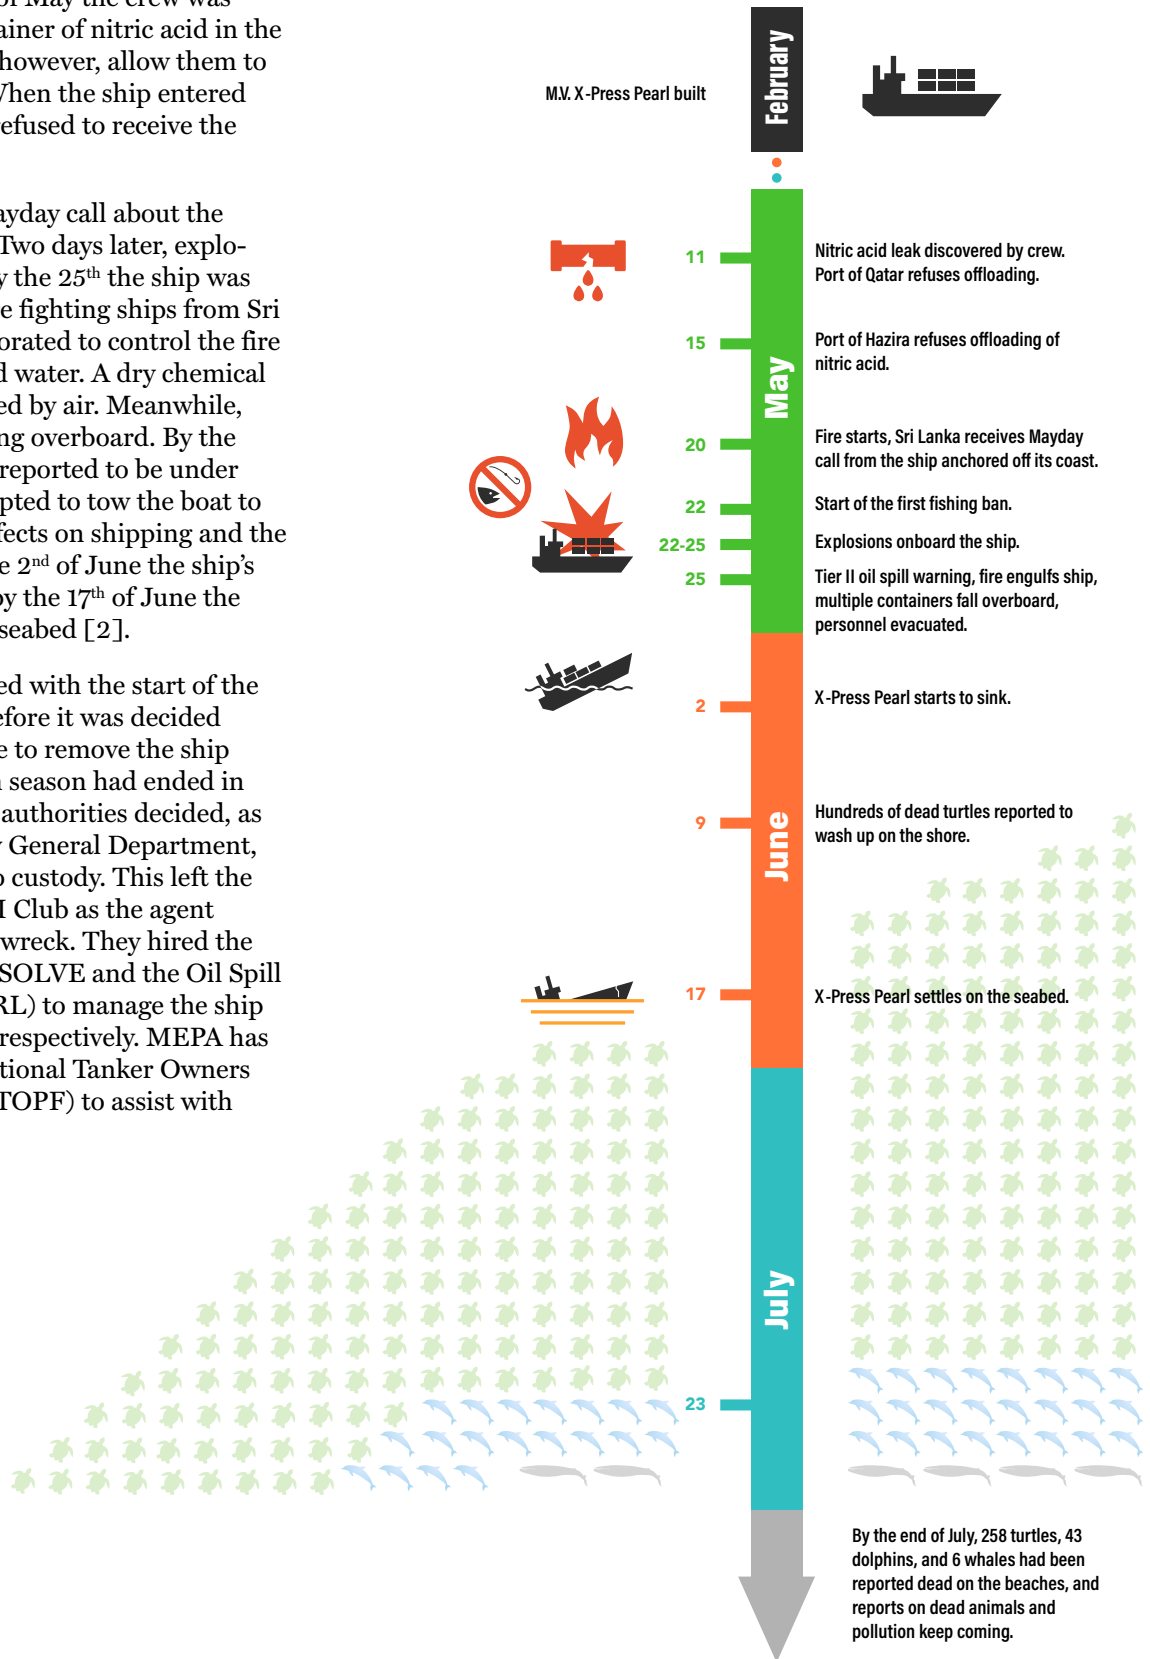 of May the crew was
ainer of nitric acid in the
however, allow them to
When the ship entered
refused to receive the
ayday call about the
Two days later, explo-
y the 25th the ship was
re fighting ships from Sri
orated to control the fire
d water. A dry chemical
ed by air. Meanwhile,
ng overboard. By the
reported to be under
pted to tow the boat to
fects on shipping and the
e 2nd of June the ship’s
by the 17th of June the
seabed [2].
ed with the start of the
efore it was decided
e to remove the ship
n season had ended in
authorities decided, as
y General Department,
o custody. This left the
I Club as the agent
wreck. They hired the
SOLVE and the Oil Spill
RL) to manage the ship
respectively. MEPA has
tional Tanker Owners
TOPF) to assist with
February
M.V. X-Press Pearl built
May
11
Nitric acid leak discovered by crew.
Port of Qatar refuses offloading.
15
Port of Hazira refuses offloading of
nitric acid.
20
Fire starts, Sri Lanka receives Mayday
call from the ship anchored off its coast.
22
Start of the first fishing ban.
22-25
Explosions onboard the ship.
25
Tier II oil spill warning, fire engulfs ship,
multiple containers fall overboard,
personnel evacuated.
June
2
X-Press Pearl starts to sink.
9
Hundreds of dead turtles reported to
wash up on the shore.
17
X-Press Pearl settles on the seabed.
July
23
By the end of July, 258 turtles, 43
dolphins, and 6 whales had been
reported dead on the beaches, and
reports on dead animals and
pollution keep coming.